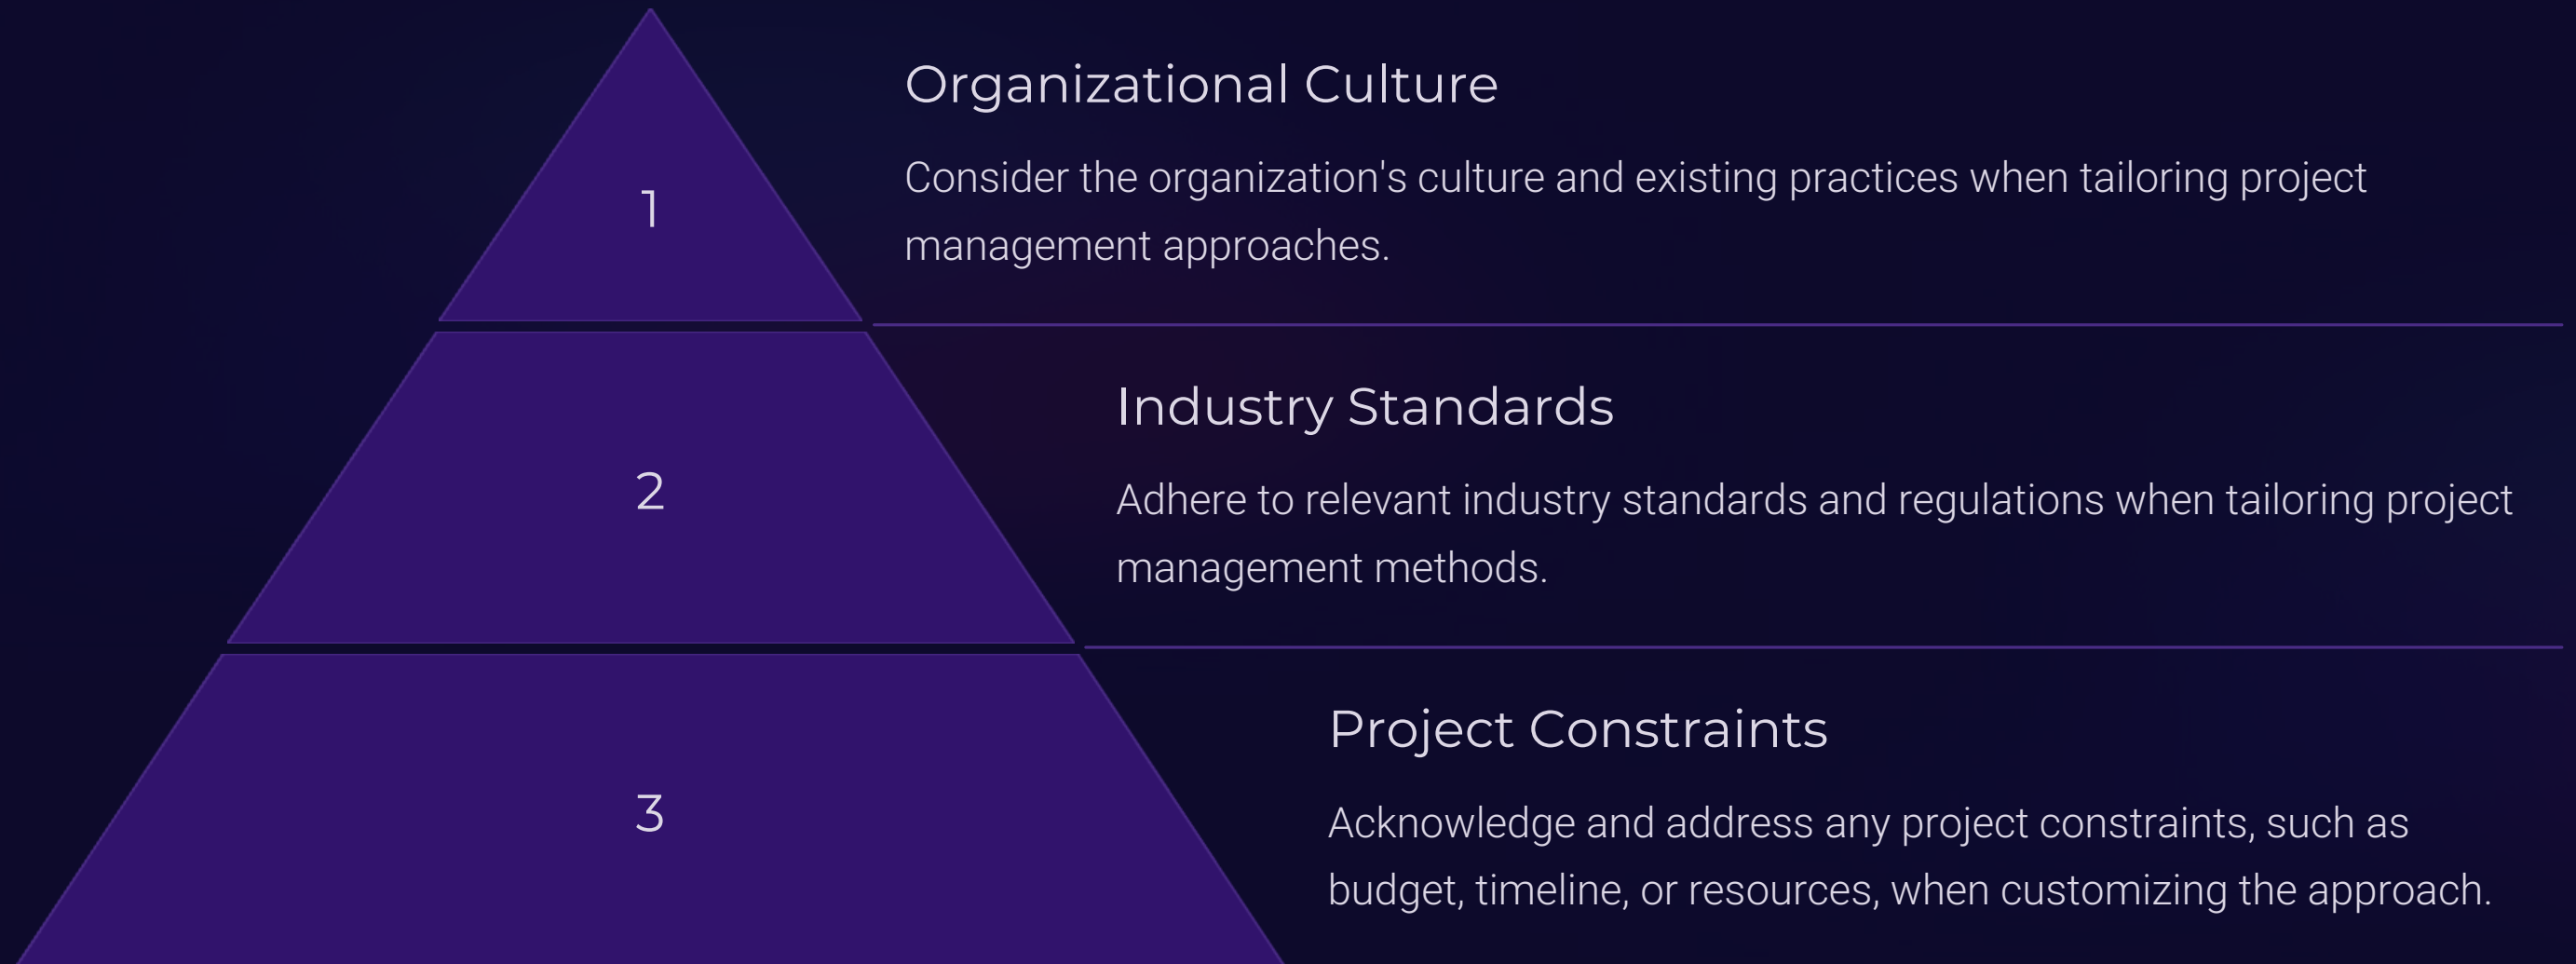 1
Organizational Culture
Consider the organization's culture and existing practices when tailoring project
management approaches.
2
Industry Standards
Adhere to relevant industry standards and regulations when tailoring project
management methods.
3
Project Constraints
Acknowledge and address any project constraints, such as
budget, timeline, or resources, when customizing the approach.